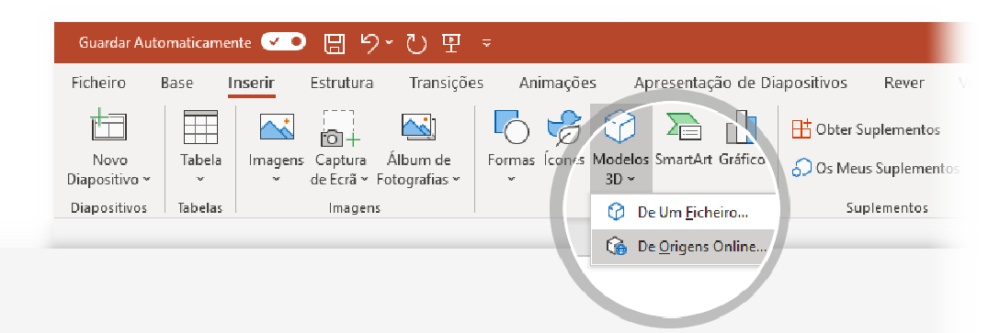 Guardar Automaticamente
Ficheiro Base Inserir Estrutura Transições Animações Apresentação de Diapositivos Rever
Novo Diapositivo
Tabela
Imagens
Captura de Ecrã
Álbum de Fotografias
Formas
Ícones
Modelos 3D
SmartArt
Gráfico
Obter Suplementos
Os Meus Suplementos
Diapositivos
Tabelas
Imagens
Suplementos
De Um Ficheiro...
De Origens Online...